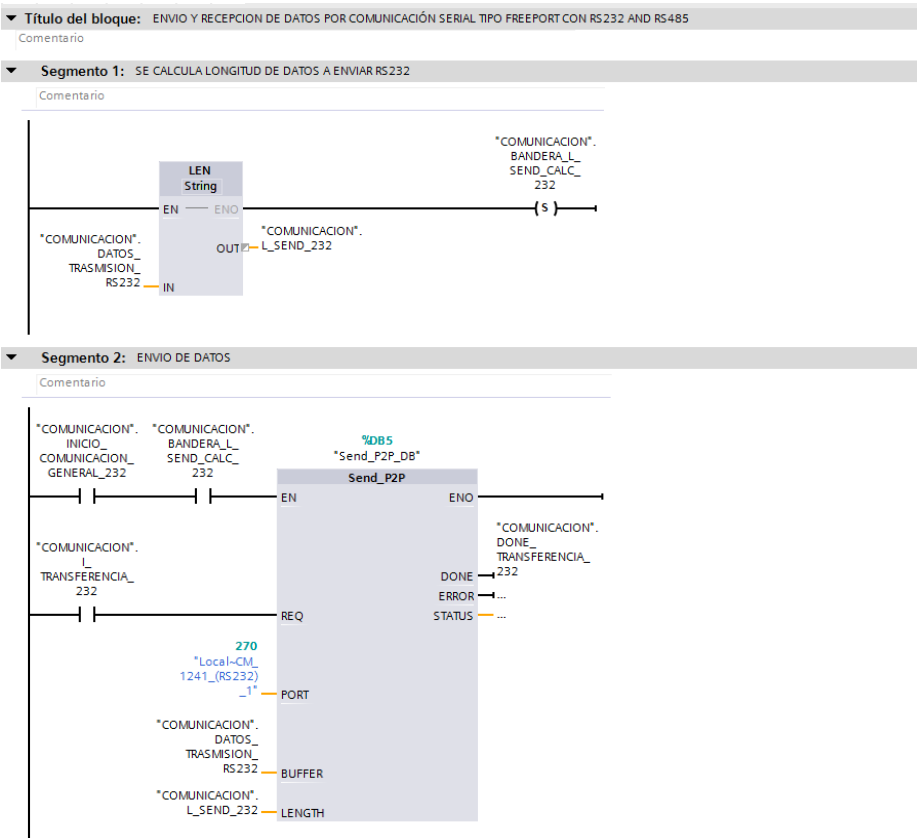 Título del bloque: ENVIO Y RECEPCION DE DATOS POR COMUNICACIÓN SERIAL TIPO FREEPORT CON RS232 AND RS485
Comentario
Segmento 1: SE CALCULA LONGITUD DE DATOS A ENVIAR RS232
Comentario
"COMUNICACION".
BANDERA_L_
SEND_CALC_
232
LEN
String
EN ENO
( S )
"COMUNICACION".
DATOS_
TRASMISION_
RS232
IN
OUT
"COMUNICACION".
L_SEND_232
Segmento 2: ENVIO DE DATOS
Comentario
"COMUNICACION".
INICIO_
COMUNICACION_
GENERAL_232
"COMUNICACION".
BANDERA_L_
SEND_CALC_
232
%DB5
"Send_P2P_DB"
Send_P2P
EN ENO
"COMUNICACION".
I_
TRANSFERENCIA_
232
REQ
"COMUNICACION".
DONE_
TRANSFERENCIA_
232
DONE
ERROR ...
STATUS ...
270
"Local~CM_
1241_(RS232)
_1"
PORT
"COMUNICACION".
DATOS_
TRASMISION_
RS232
BUFFER
"COMUNICACION".
L_SEND_232
LENGTH